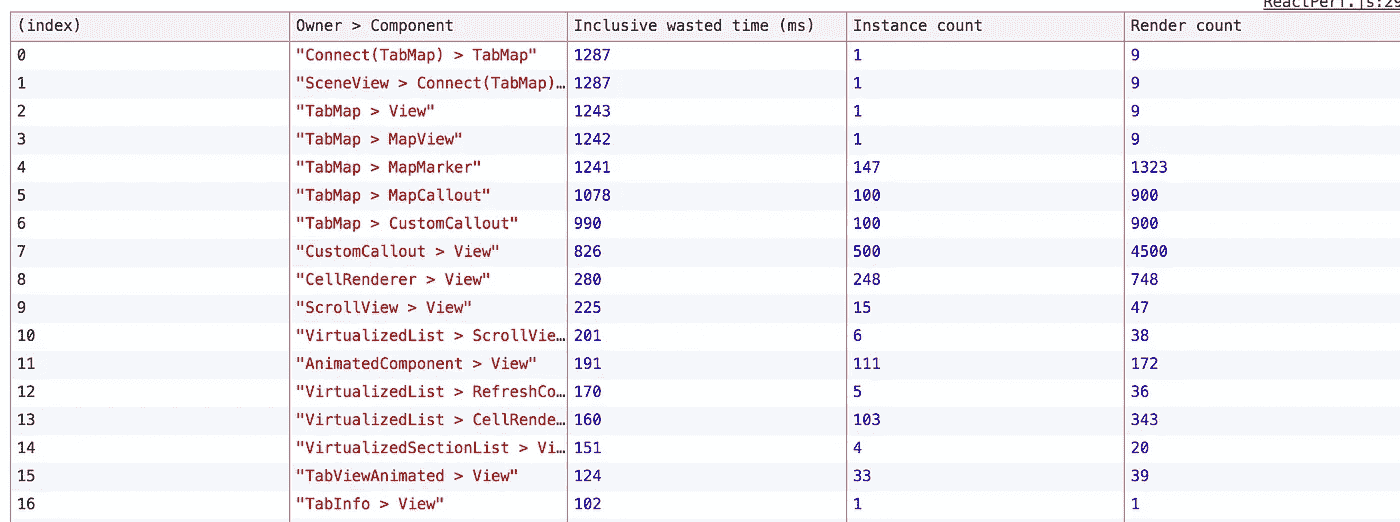 ReactPerf.js:29
(index) Owner > Component Inclusive wasted time (ms) Instance count Render count
0 "Connect(TabMap) > TabMap" 1287 1 9
1 "SceneView > Connect(TabMap)… 1287 1 9
2 "TabMap > View" 1243 1 9
3 "TabMap > MapView" 1242 1 9
4 "TabMap > MapMarker" 1241 147 1323
5 "TabMap > MapCallout" 1078 100 900
6 "TabMap > CustomCallout" 990 100 900
7 "CustomCallout > View" 826 500 4500
8 "CellRenderer > View" 280 248 748
9 "ScrollView > View" 225 15 47
10 "VirtualizedList > ScrollVie… 201 6 38
11 "AnimatedComponent > View" 191 111 172
12 "VirtualizedList > RefreshCo… 170 5 36
13 "VirtualizedList > CellRende… 160 103 343
14 "VirtualizedSectionList > Vi… 151 4 20
15 "TabViewAnimated > View" 124 33 39
16 "TabInfo > View" 102 1 1